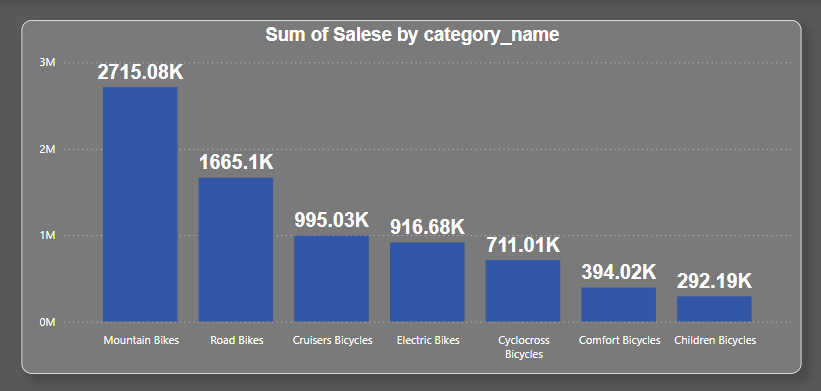 Sum of Salese by category_name
3M
2M
1M
0M
2715.08K
1665.1K
995.03K
916.68K
711.01K
394.02K
292.19K
Mountain Bikes
Road Bikes
Cruisers Bicycles
Electric Bikes
Cyclocross
Bicycles
Comfort Bicycles
Children Bicycles